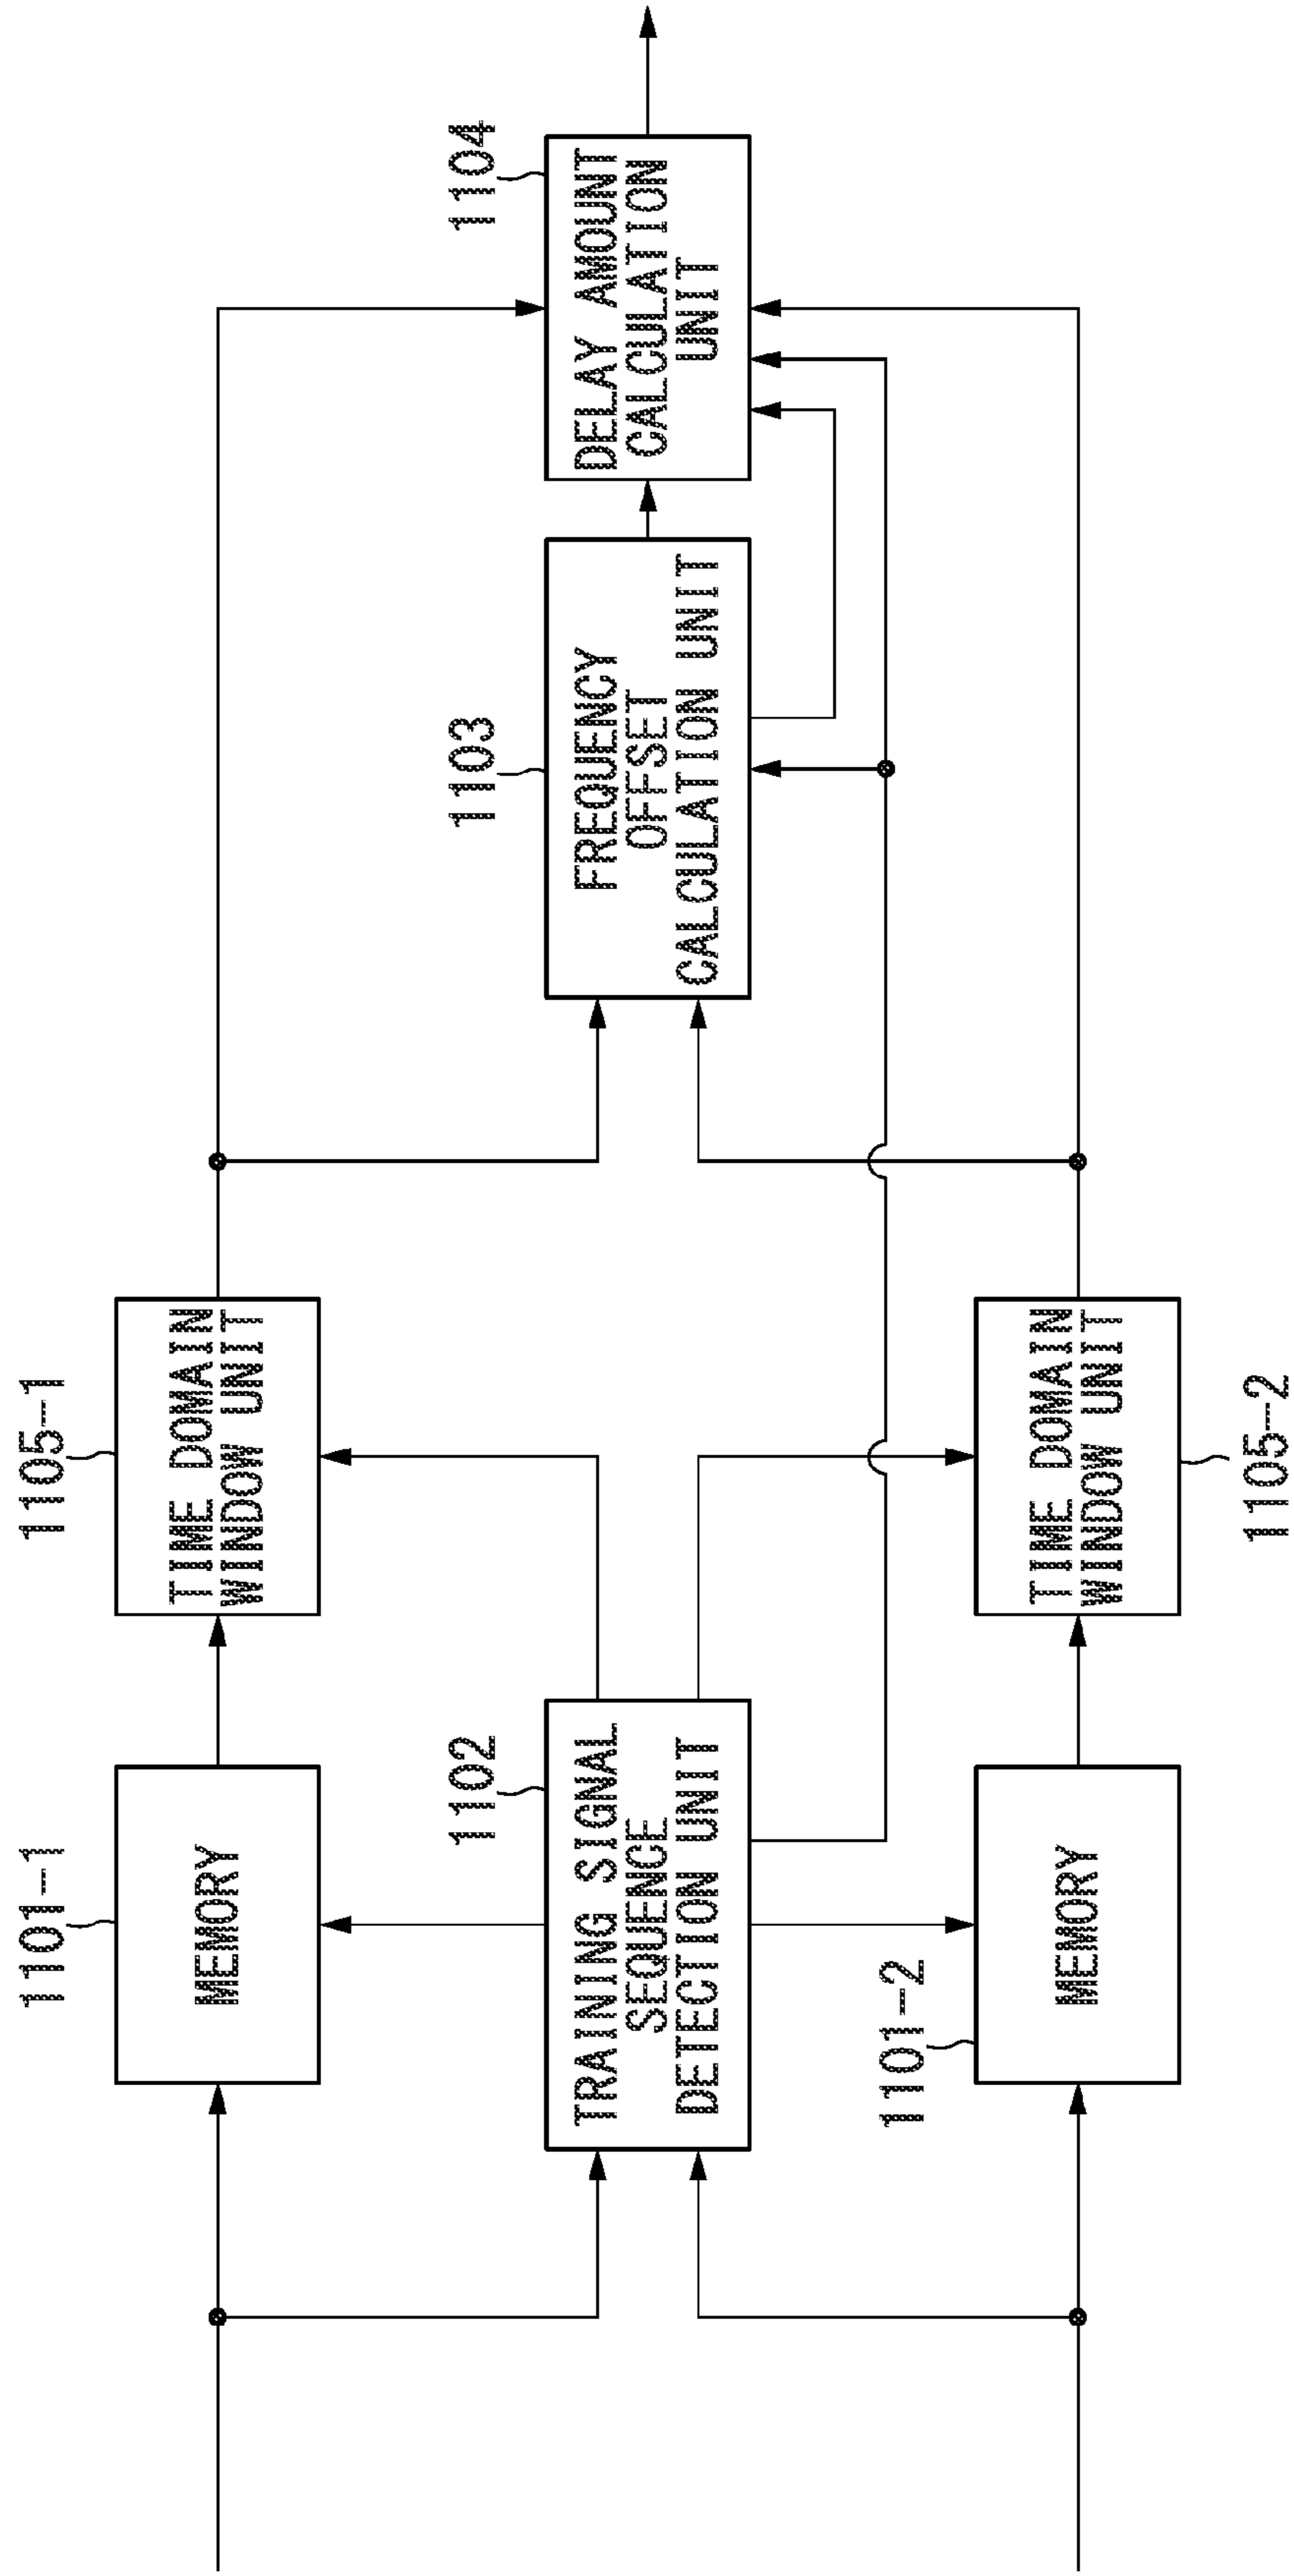 1101-1
MEMORY
1105-1
TIME DOMAIN
WINDOW UNIT
1102
TRAINING SIGNAL
SEQUENCE
DETECTION UNIT
1103
FREQUENCY
OFFSET
CALCULATION UNIT
1104
DELAY AMOUNT
CALCULATION
UNIT
1101-2
MEMORY
TIME DOMAIN
WINDOW UNIT
1105-2